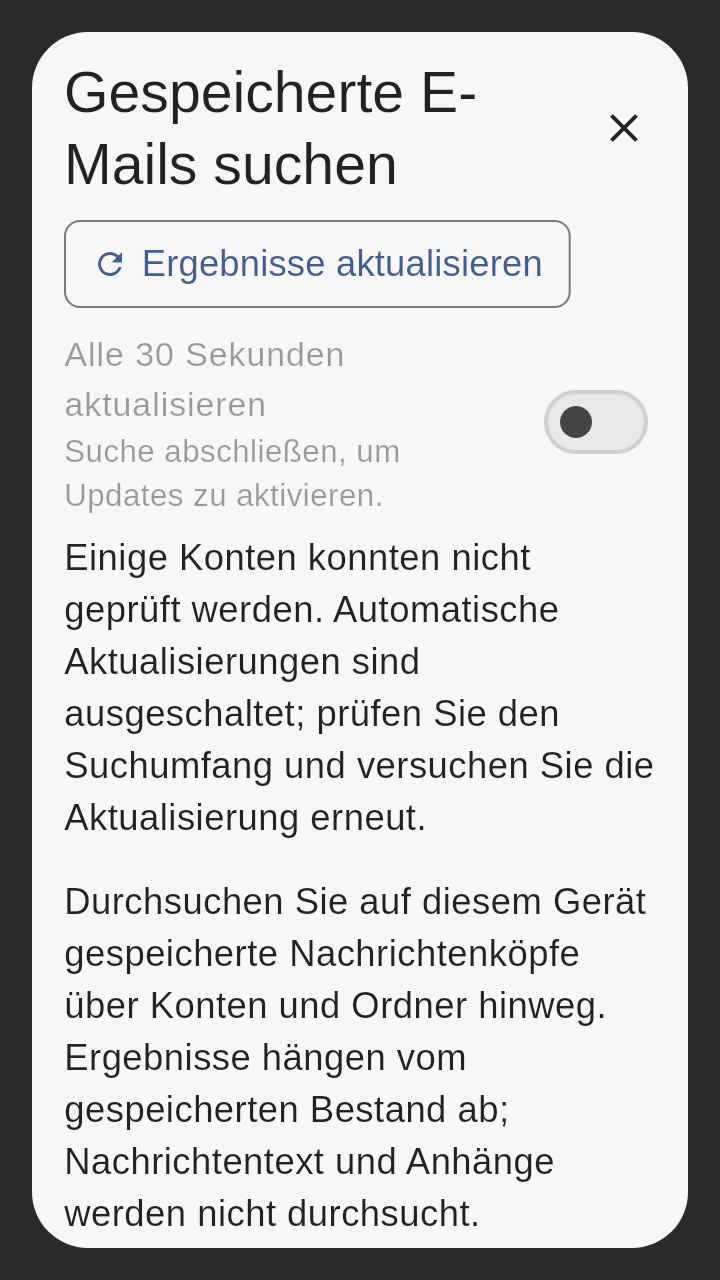 Gespeicherte E-
Mails suchen
Ergebnisse aktualisieren
Alle 30 Sekunden
aktualisieren
Suche abschließen, um
Updates zu aktivieren.
Einige Konten konnten nicht
geprüft werden. Automatische
Aktualisierungen sind
ausgeschaltet; prüfen Sie den
Suchumfang und versuchen Sie die
Aktualisierung erneut.
Durchsuchen Sie auf diesem Gerät
gespeicherte Nachrichtenköpfe
über Konten und Ordner hinweg.
Ergebnisse hängen vom
gespeicherten Bestand ab;
Nachrichtentext und Anhänge
werden nicht durchsucht.